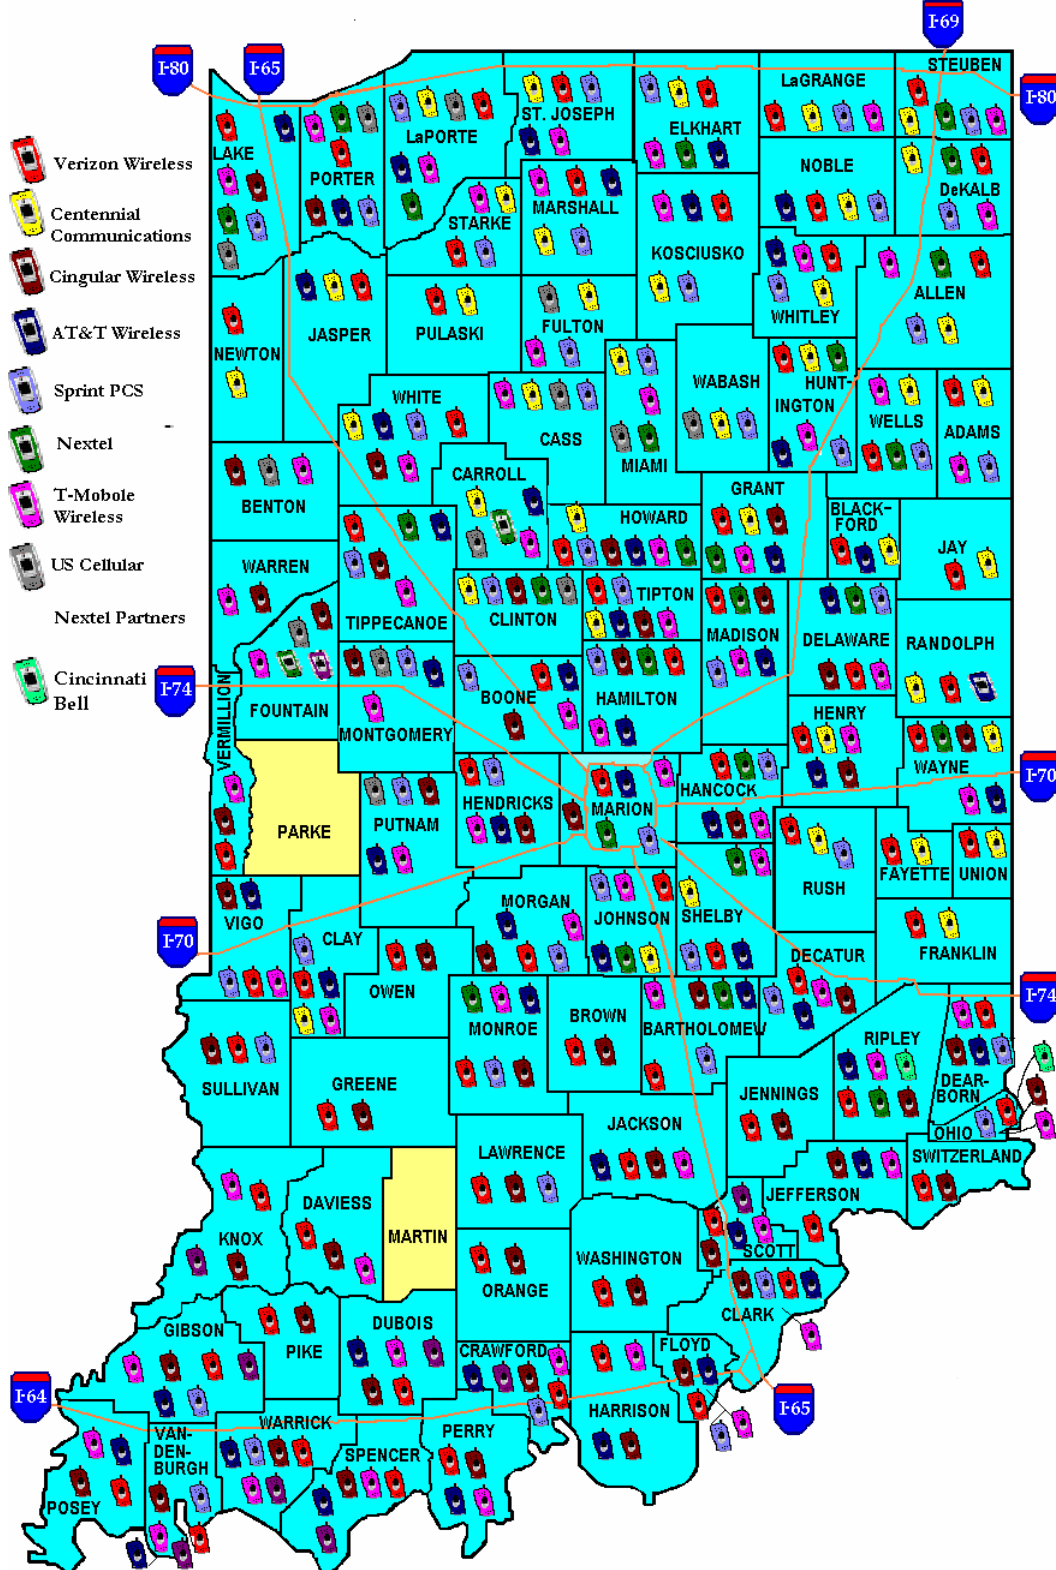 I-69
I-80
I-65
STEUBEN
LaGRANGE
I-80
ST. JOSEPH
ELKHART
LaPORTE
LAKE
Verizon Wireless
PORTER
NOBLE
DeKALB
STARKE
MARSHALL
Centennial
Communications
KOSCIUSKO
Cingular Wireless
ALLEN
WHITLEY
AT&T Wireless
JASPER
PULASKI
FULTON
NEWTON
Sprint PCS
WHITE
WABASH
HUNT-
INGTON
WELLS
ADAMS
Nextel
CASS
MIAMI
CARROLL
T-Mobole
Wireless
BENTON
GRANT
BLACK-
FORD
HOWARD
JAY
US Cellular
WARREN
TIPTON
Nextel Partners
TIPPECANOE
CLINTON
MADISON
DELAWARE
RANDOLPH
Cincinnati
Bell
I-74
VERMILLION
FOUNTAIN
BOONE
HAMILTON
MONTGOMERY
HENRY
WAYNE
I-70
HENDRICKS
MARION
HANCOCK
PARKE
PUTNAM
RUSH
FAYETTE
UNION
VIGO
MORGAN
JOHNSON
SHELBY
I-70
CLAY
DECATUR
FRANKLIN
OWEN
I-74
MONROE
BROWN
BARTHOLOMEW
RIPLEY
SULLIVAN
GREENE
JENNINGS
DEAR-
BORN
JACKSON
OHIO
LAWRENCE
SWITZERLAND
DAVIESS
JEFFERSON
KNOX
MARTIN
SCOTT
WASHINGTON
ORANGE
CLARK
GIBSON
DUBOIS
PIKE
CRAWFORD
FLOYD
I-64
HARRISON
I-65
WARRICK
VAN-
DEN-
BURGH
PERRY
SPENCER
POSEY